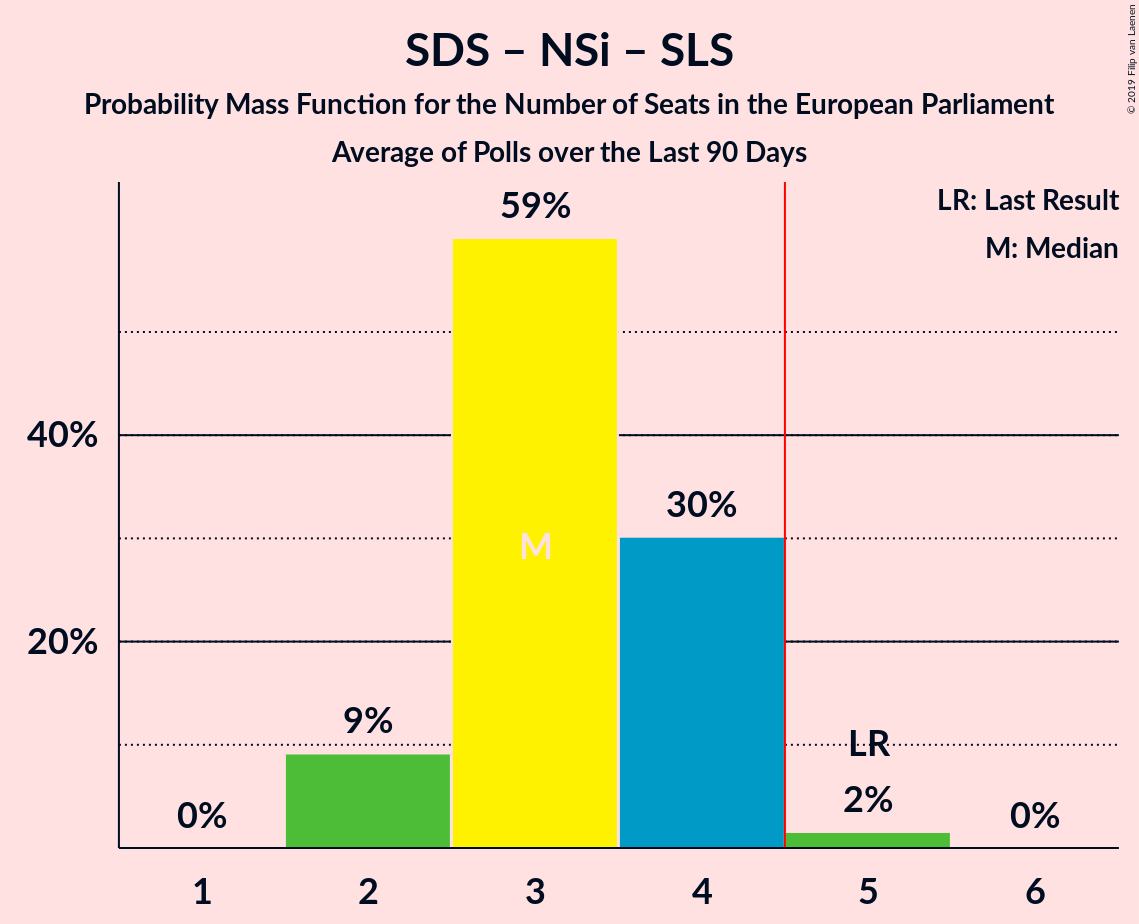 SDS – NSi – SLS
Probability Mass Function for the Number of Seats in the European Parliament
Average of Polls over the Last 90 Days
© 2019 Filip van Laenen
LR: Last Result
M: Median
59%
40%
30%
M
20%
9%
LR
2%
0%
0%
1 2 3 4 5 6